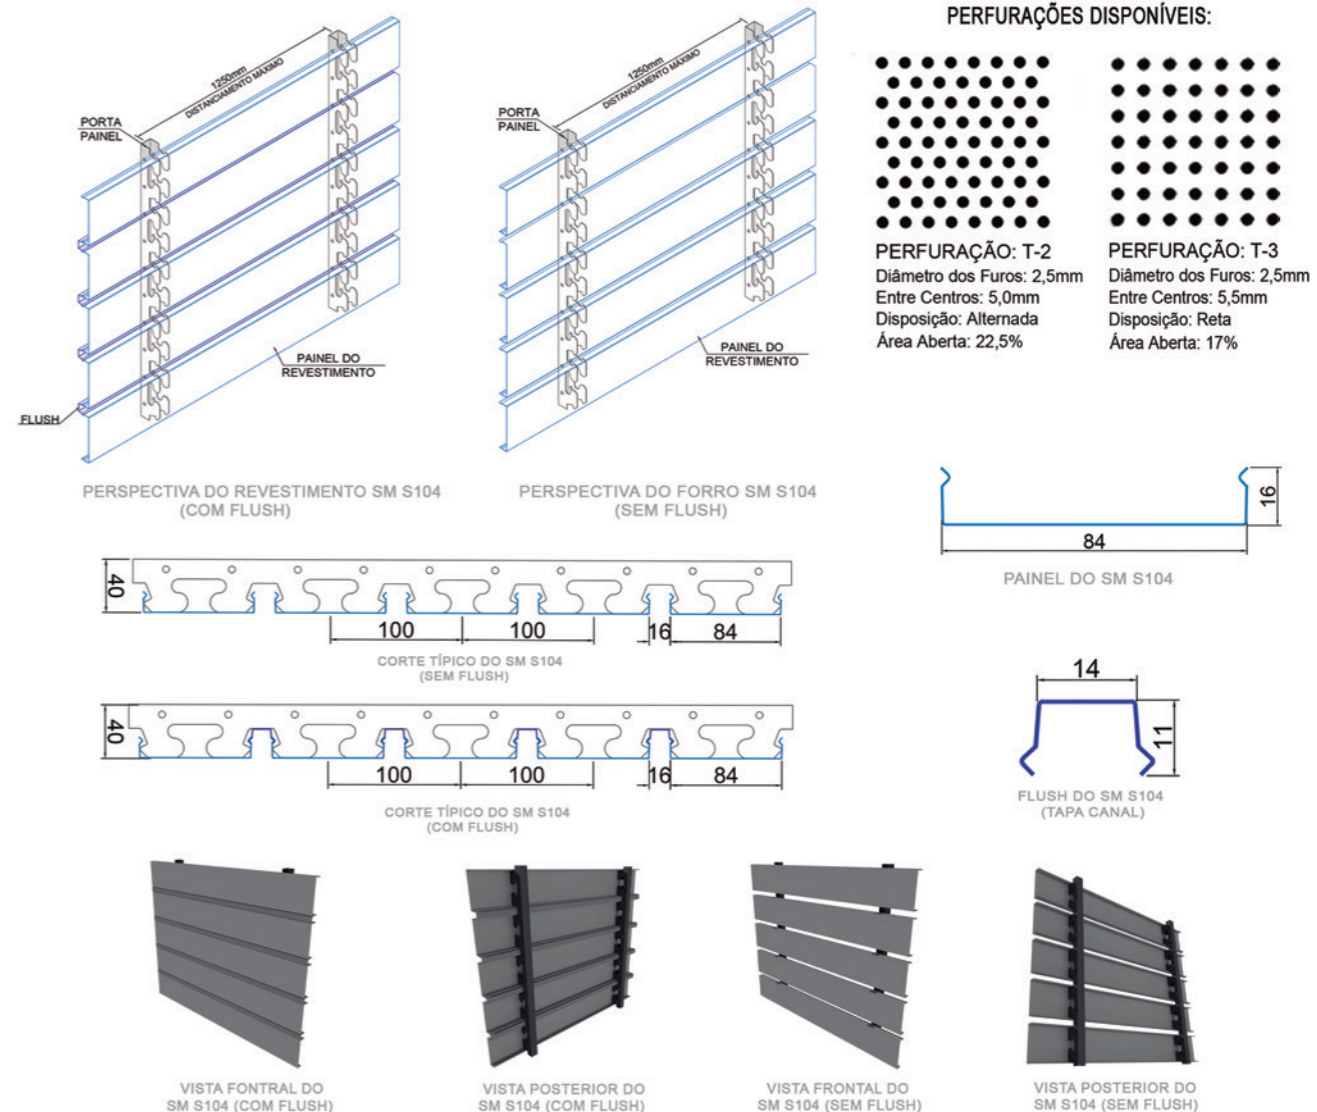 PERFURAÇÕES DISPONÍVEIS:
1250mm
DISTANCIAMENTO MÁXIMO
PORTA
PAINEL
PAINEL DO
REVESTIMENTO
FLUSH
PERSPECTIVA DO REVESTIMENTO SM S104
(COM FLUSH)
1250mm
DISTANCIAMENTO MÁXIMO
PORTA
PAINEL
PAINEL DO
REVESTIMENTO
PERSPECTIVA DO FORRO SM S104
(SEM FLUSH)
PERFURAÇÃO: T-2
Diâmetro dos Furos: 2,5mm
Entre Centros: 5,0mm
Disposição: Alternada
Área Aberta: 22,5%
PERFURAÇÃO: T-3
Diâmetro dos Furos: 2,5mm
Entre Centros: 5,5mm
Disposição: Reta
Área Aberta: 17%
16
84
PAINEL DO SM S104
40
100
100
16
84
CORTE TÍPICO DO SM S104
(SEM FLUSH)
40
100
100
16
84
CORTE TÍPICO DO SM S104
(COM FLUSH)
14
11
FLUSH DO SM S104
(TAPA CANAL)
VISTA FONTRAL DO
SM S104 (COM FLUSH)
VISTA POSTERIOR DO
SM S104 (COM FLUSH)
VISTA FRONTAL DO
SM S104 (SEM FLUSH)
VISTA POSTERIOR DO
SM S104 (SEM FLUSH)